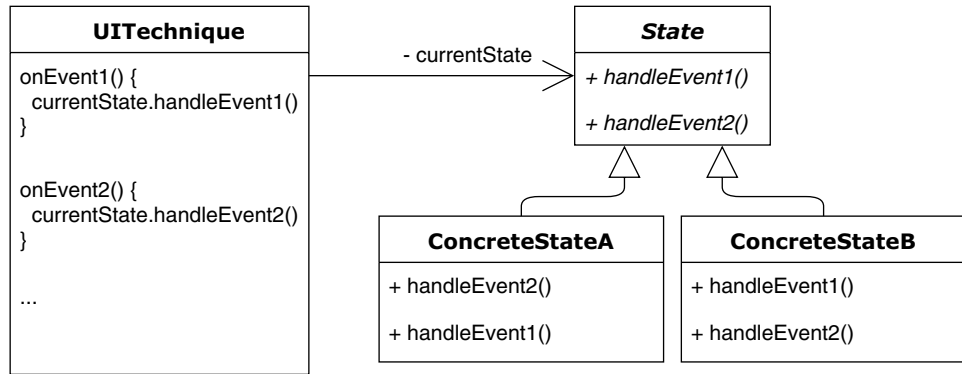 UITechnique
onEvent1() {
currentState.handleEvent1()
}
onEvent2() {
currentState.handleEvent2()
}
...
- currentState
State
+ handleEvent1()
+ handleEvent2()
ConcreteStateA
+ handleEvent2()
+ handleEvent1()
ConcreteStateB
+ handleEvent1()
+ handleEvent2()